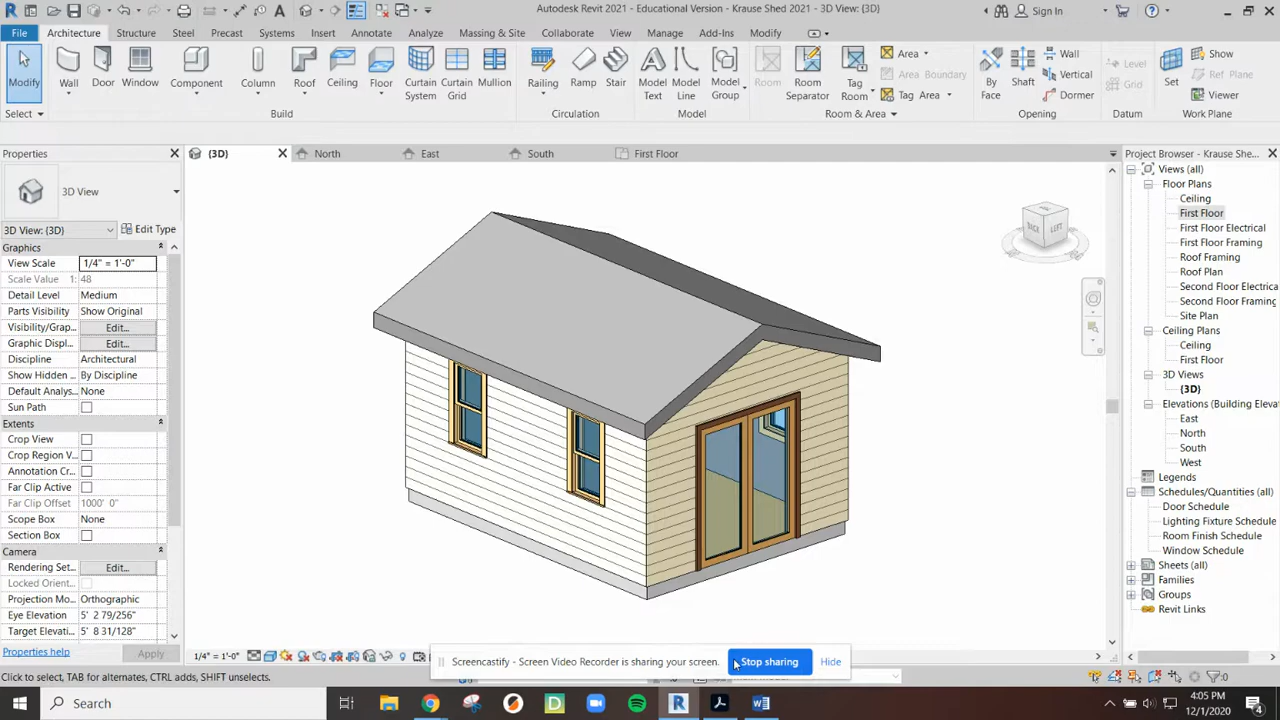 Autodesk Revit 2021 - Educational Version - Krause Shed 2021 - 3D View: {3D}
Sign In
File Architecture Structure Steel Precast Systems Insert Annotate Analyze Massing & Site Collaborate View Manage Add-Ins Modify
Modify Wall Door Window Component Column Roof Ceiling Floor Curtain System Curtain Grid Mullion Railing Ramp Stair Model Text Model Line Model Group Room Room Separator Tag Room Area Area Boundary Tag Area By Face Shaft Wall Vertical Dormer Level Grid Set Show Ref Plane Viewer
Select Build Circulation Model Room & Area Opening Datum Work Plane
Properties
{3D} North East South First Floor
Project Browser - Krause She...
3D View
3D View: {3D} Edit Type
Graphics
View Scale 1/4" = 1'-0"
Scale Value 1: 48
Detail Level Medium
Parts Visibility Show Original
Visibility/Grap... Edit...
Graphic Displ... Edit...
Discipline Architectural
Show Hidden ... By Discipline
Default Analys... None
Sun Path
Extents
Crop View
Crop Region V...
Annotation Cr...
Far Clip Active
Far Clip Offset 1000' 0"
Scope Box None
Section Box
Camera
Rendering Set... Edit...
Locked Orient...
Projection Mo... Orthographic
Eye Elevation 5' 2 79/256"
Target Elevati... 5' 8 31/128"
Properties help Apply
BACK LEFT
Views (all)
Floor Plans
Ceiling
First Floor
First Floor Electrical
First Floor Framing
Roof Framing
Roof Plan
Second Floor Electrica
Second Floor Framing
Site Plan
Ceiling Plans
Ceiling
First Floor
3D Views
{3D}
Elevations (Building Eleva
East
North
South
West
Legends
Schedules/Quantities (all)
Door Schedule
Lighting Fixture Schedule
Room Finish Schedule
Window Schedule
Sheets (all)
Families
Groups
Revit Links
1/4" = 1'-0"
Screencastify - Screen Video Recorder is sharing your screen. Stop sharing Hide
Click to select, TAB for alternates, CTRL adds, SHIFT unselects.
:0
Search
4:05 PM
12/1/2020
4